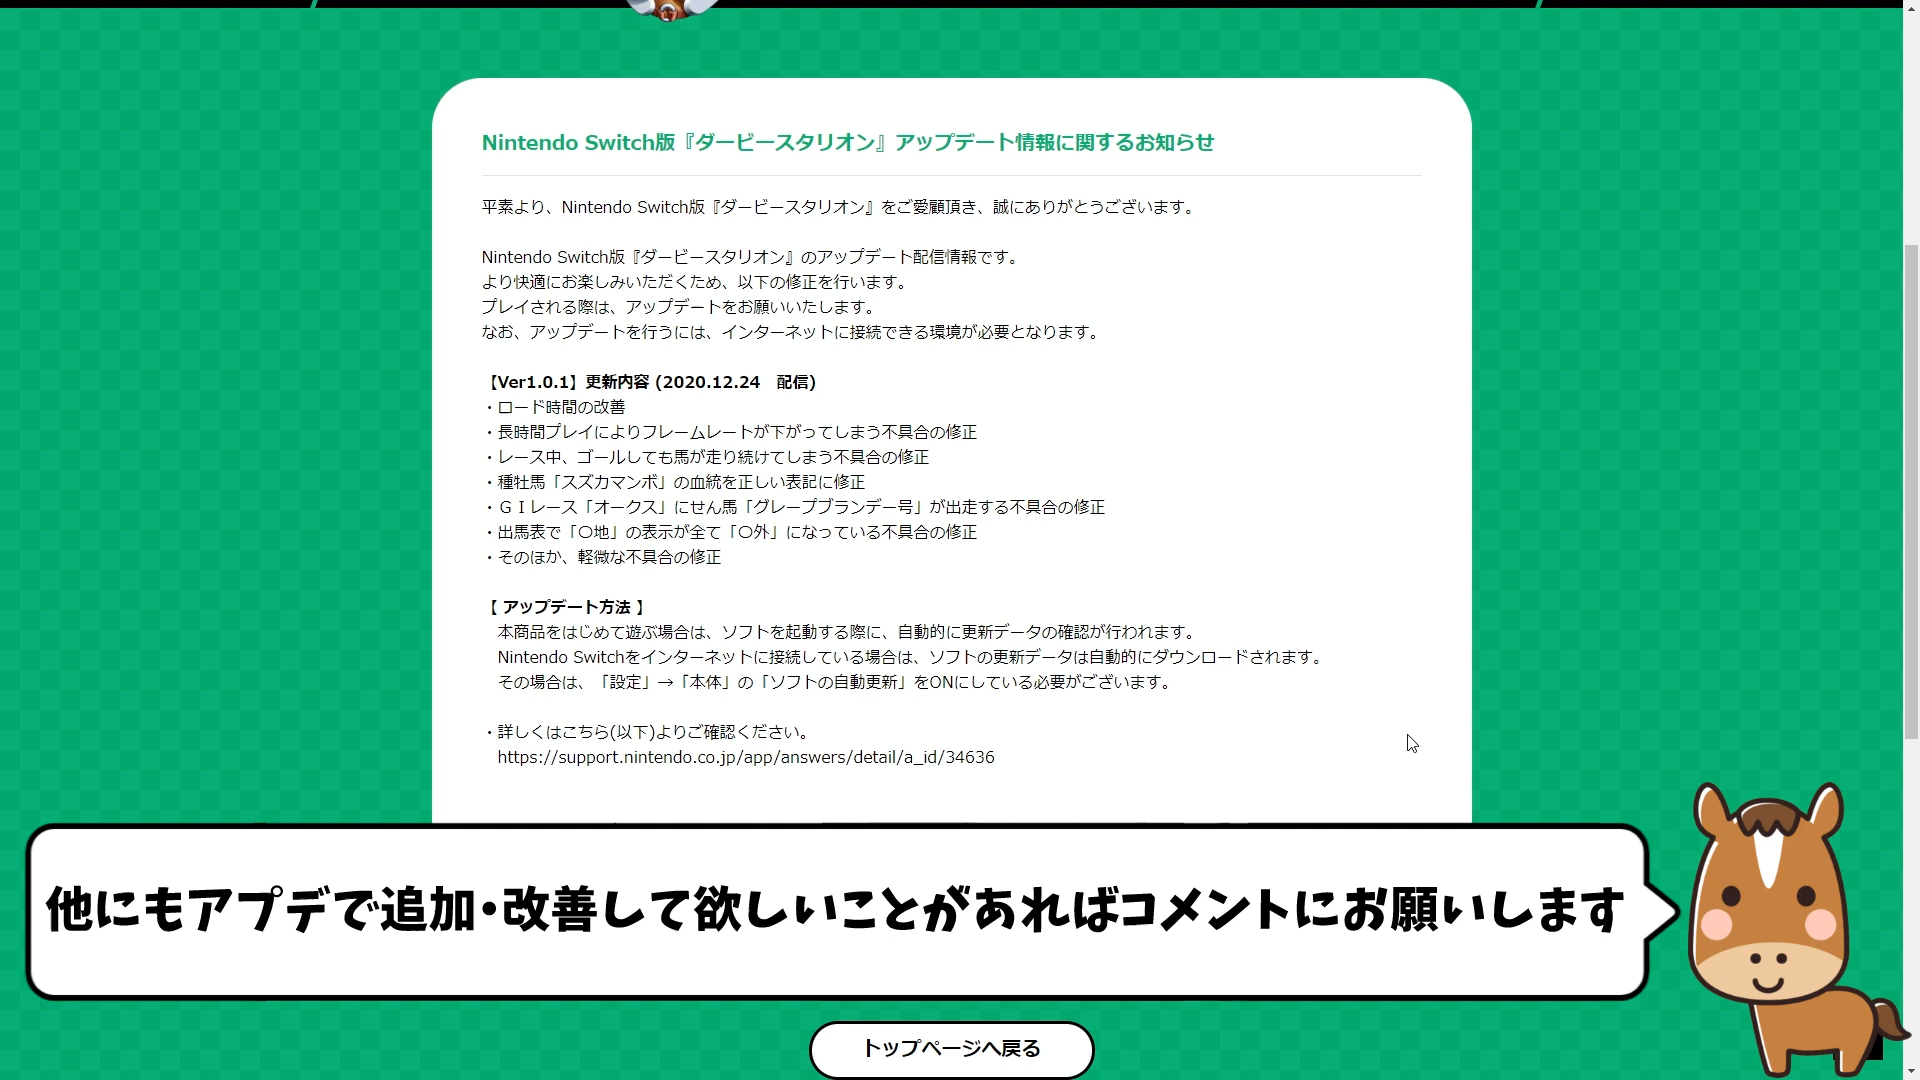 Nintendo Switch版『ダービースタリオン』アップデート情報に関するお知らせ
平素より、Nintendo Switch版『ダービースタリオン』をご愛顧頂き、誠にありがとうございます。
Nintendo Switch版『ダービースタリオン』のアップデート配信情報です。
より快適にお楽しみいただくため、以下の修正を行います。
プレイされる際は、アップデートをお願いいたします。
なお、アップデートを行うには、インターネットに接続できる環境が必要となります。
【Ver1.0.1】更新内容 (2020.12.24　配信)
・ロード時間の改善
・長時間プレイによりフレームレートが下がってしまう不具合の修正
・レース中、ゴールしても馬が走り続けてしまう不具合の修正
・種牡馬「スズカマンボ」の血統を正しい表記に修正
・ＧＩレース「オークス」にせん馬「グレープブランデー号」が出走する不具合の修正
・出馬表で「〇地」の表示が全て「〇外」になっている不具合の修正
・そのほか、軽微な不具合の修正
【 アップデート方法 】
本商品をはじめて遊ぶ場合は、ソフトを起動する際に、自動的に更新データの確認が行われます。
Nintendo Switchをインターネットに接続している場合は、ソフトの更新データは自動的にダウンロードされます。
その場合は、「設定」→「本体」の「ソフトの自動更新」をONにしている必要がございます。
・詳しくはこちら(以下)よりご確認ください。
https://support.nintendo.co.jp/app/answers/detail/a_id/34636
他にもアプデで追加・改善して欲しいことがあればコメントにお願いします
トップページへ戻る